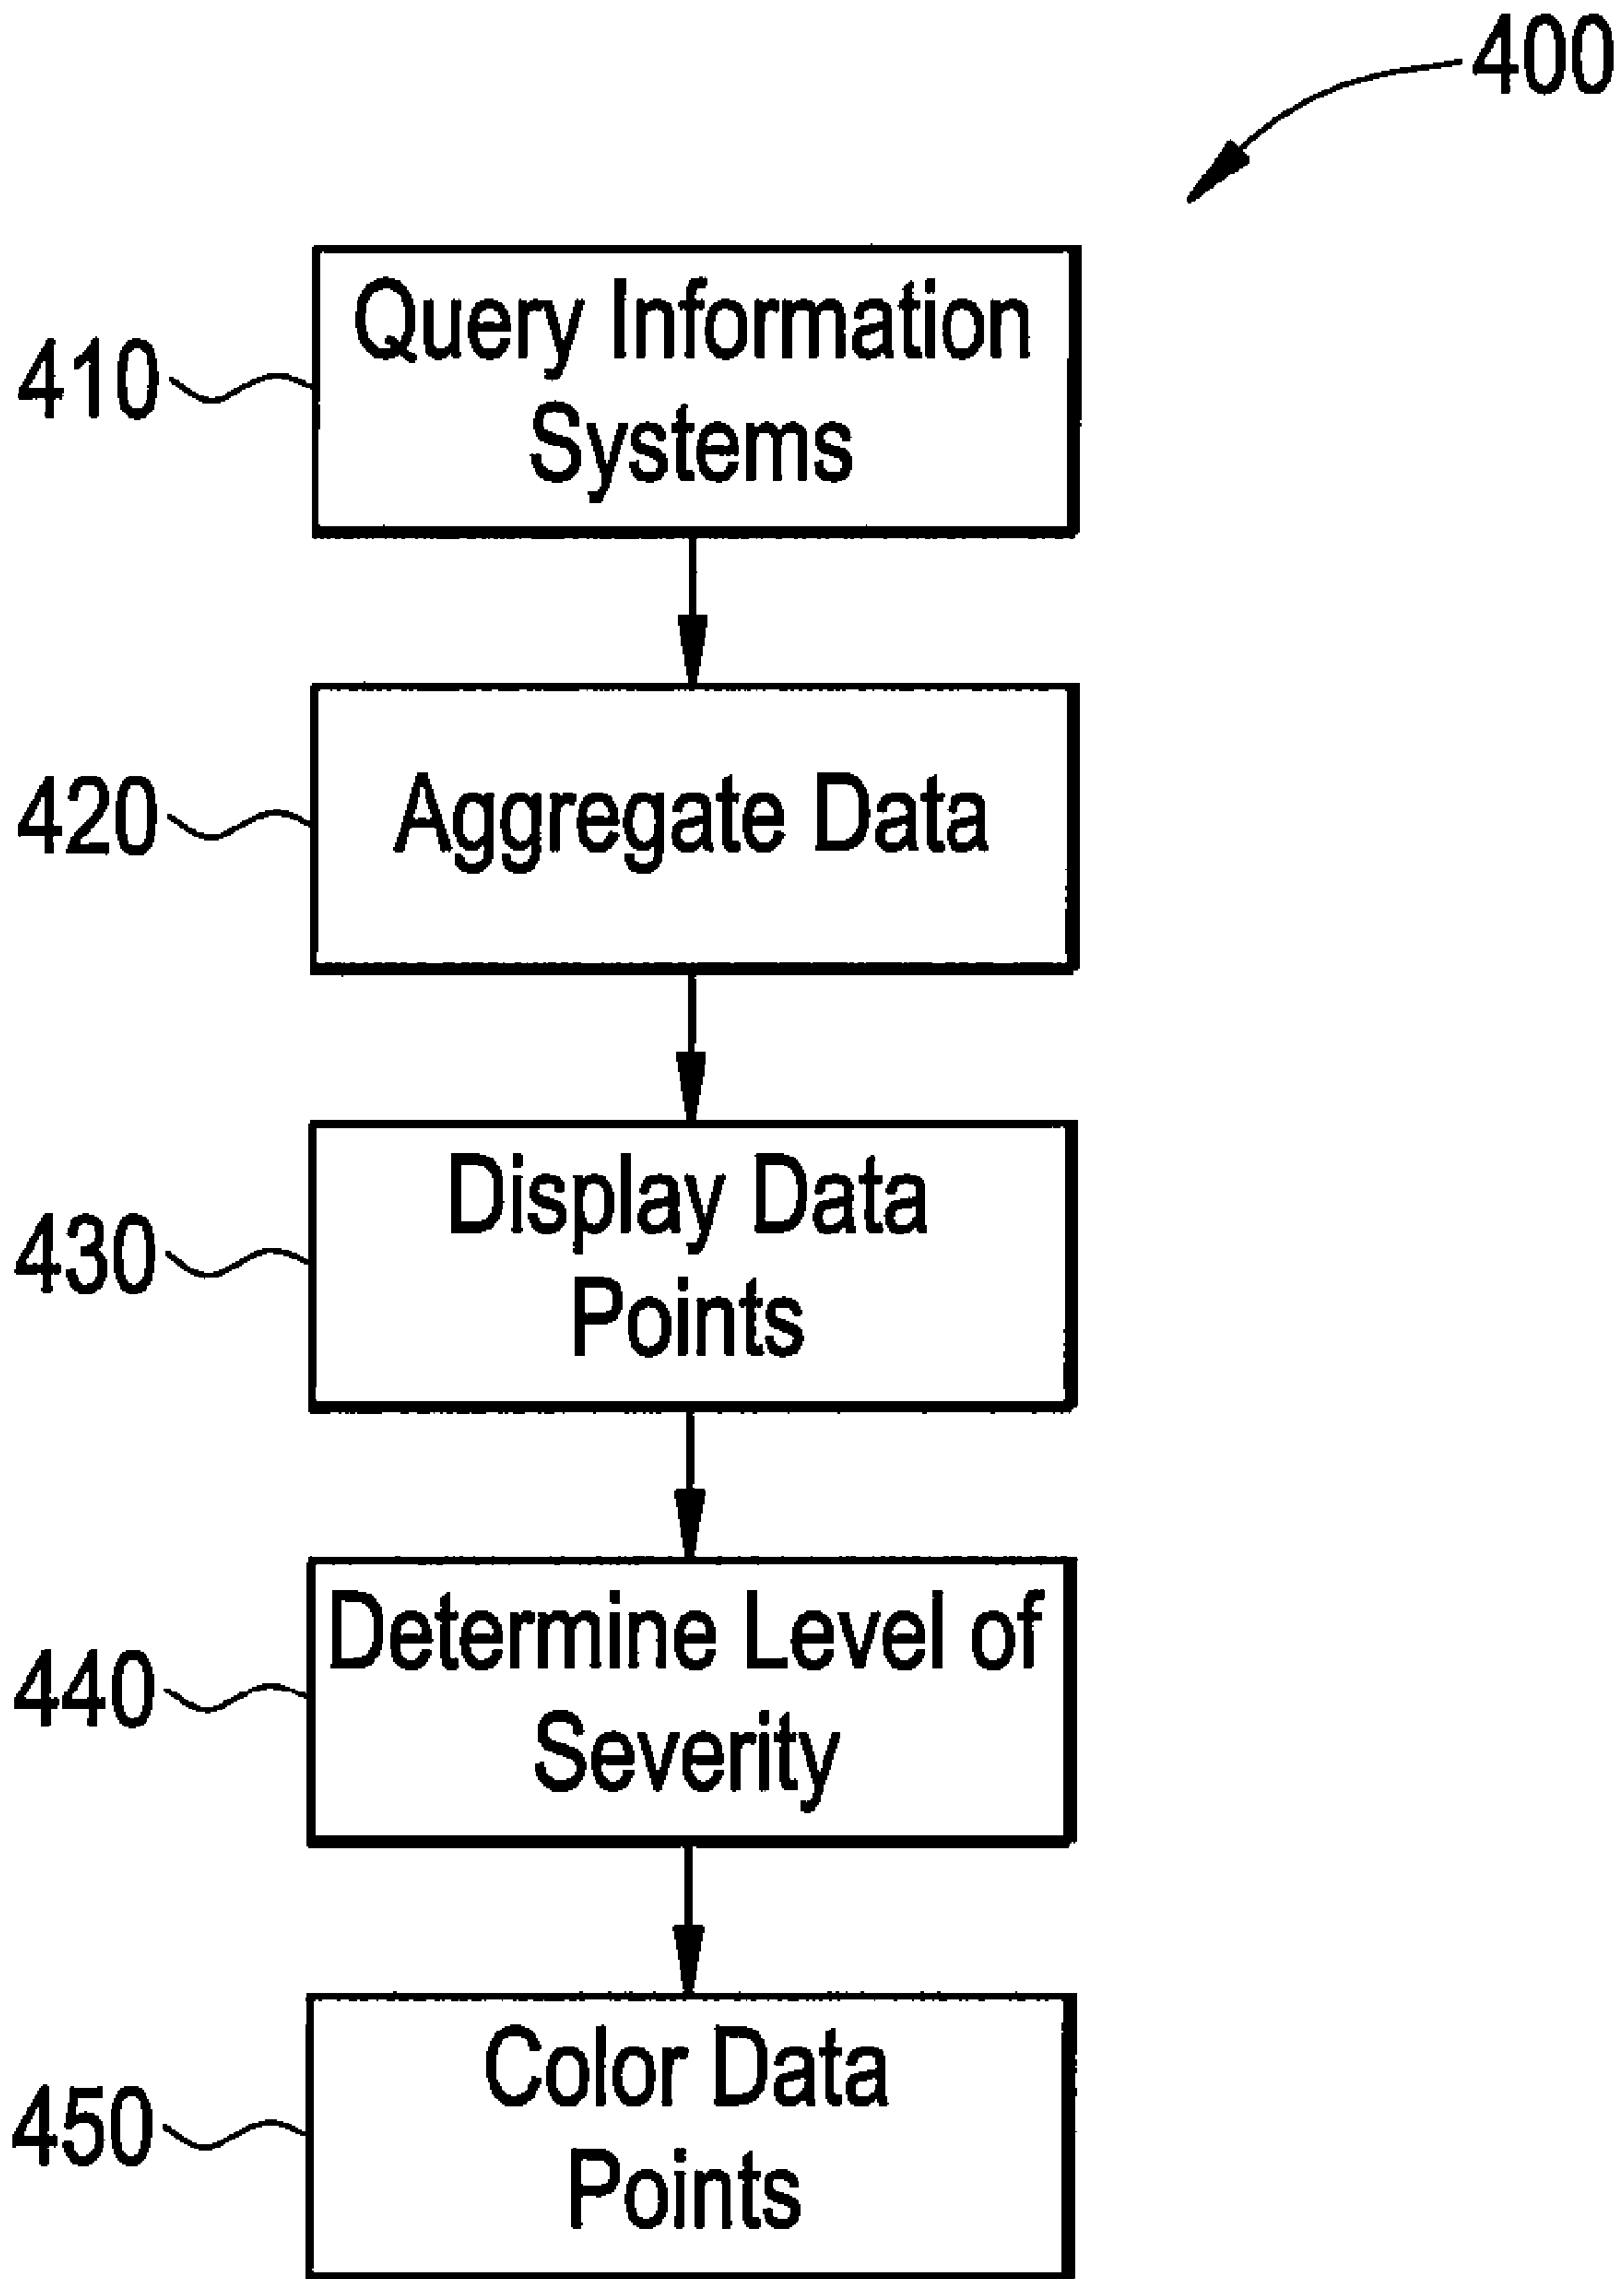 400
410
Query Information
Systems
420
Aggregate Data
430
Display Data
Points
440
Determine Level of
Severity
450
Color Data
Points